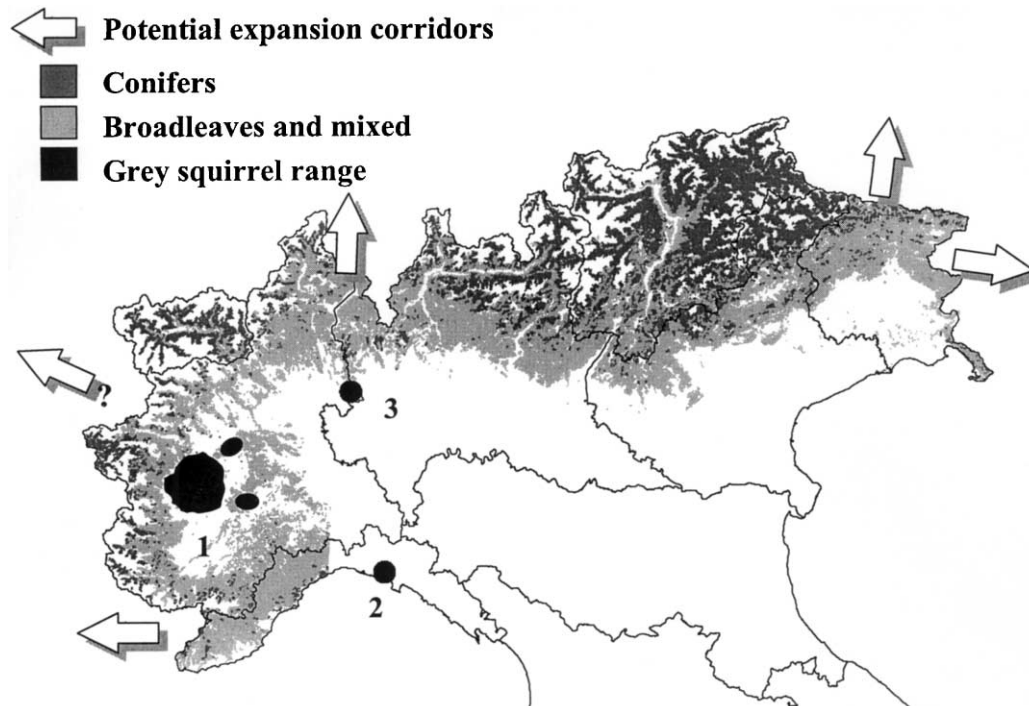 Potential expansion corridors
Conifers
Broadleaves and mixed
Grey squirrel range
?
3
1
2